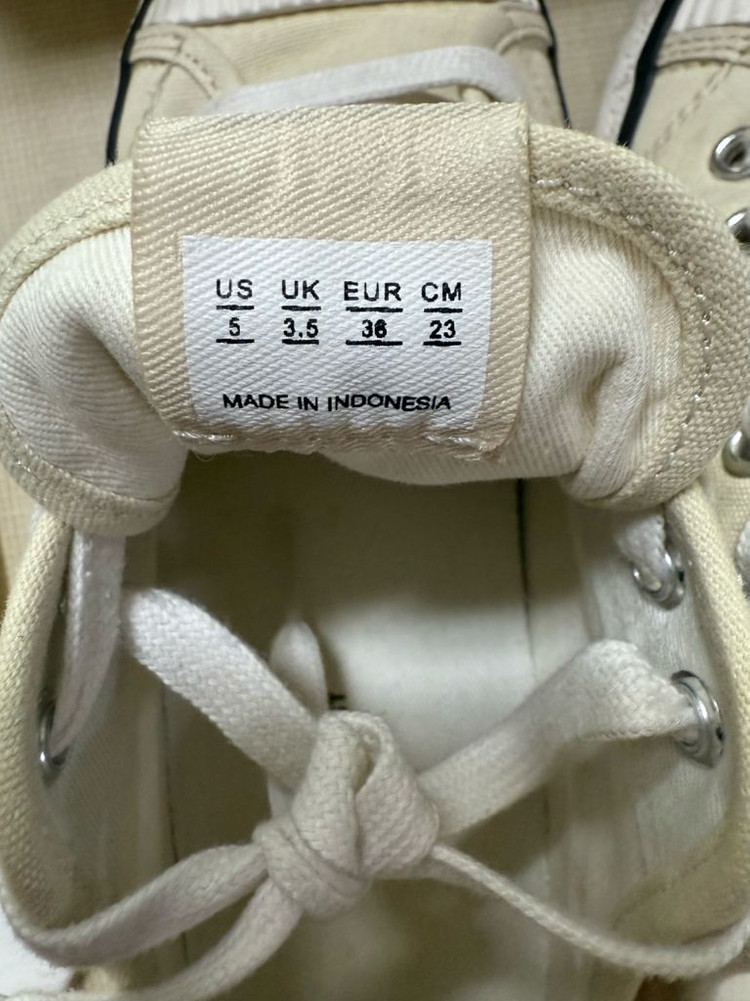 US UK EUR CM
5 3.5 36 23
MADE IN INDONESIA